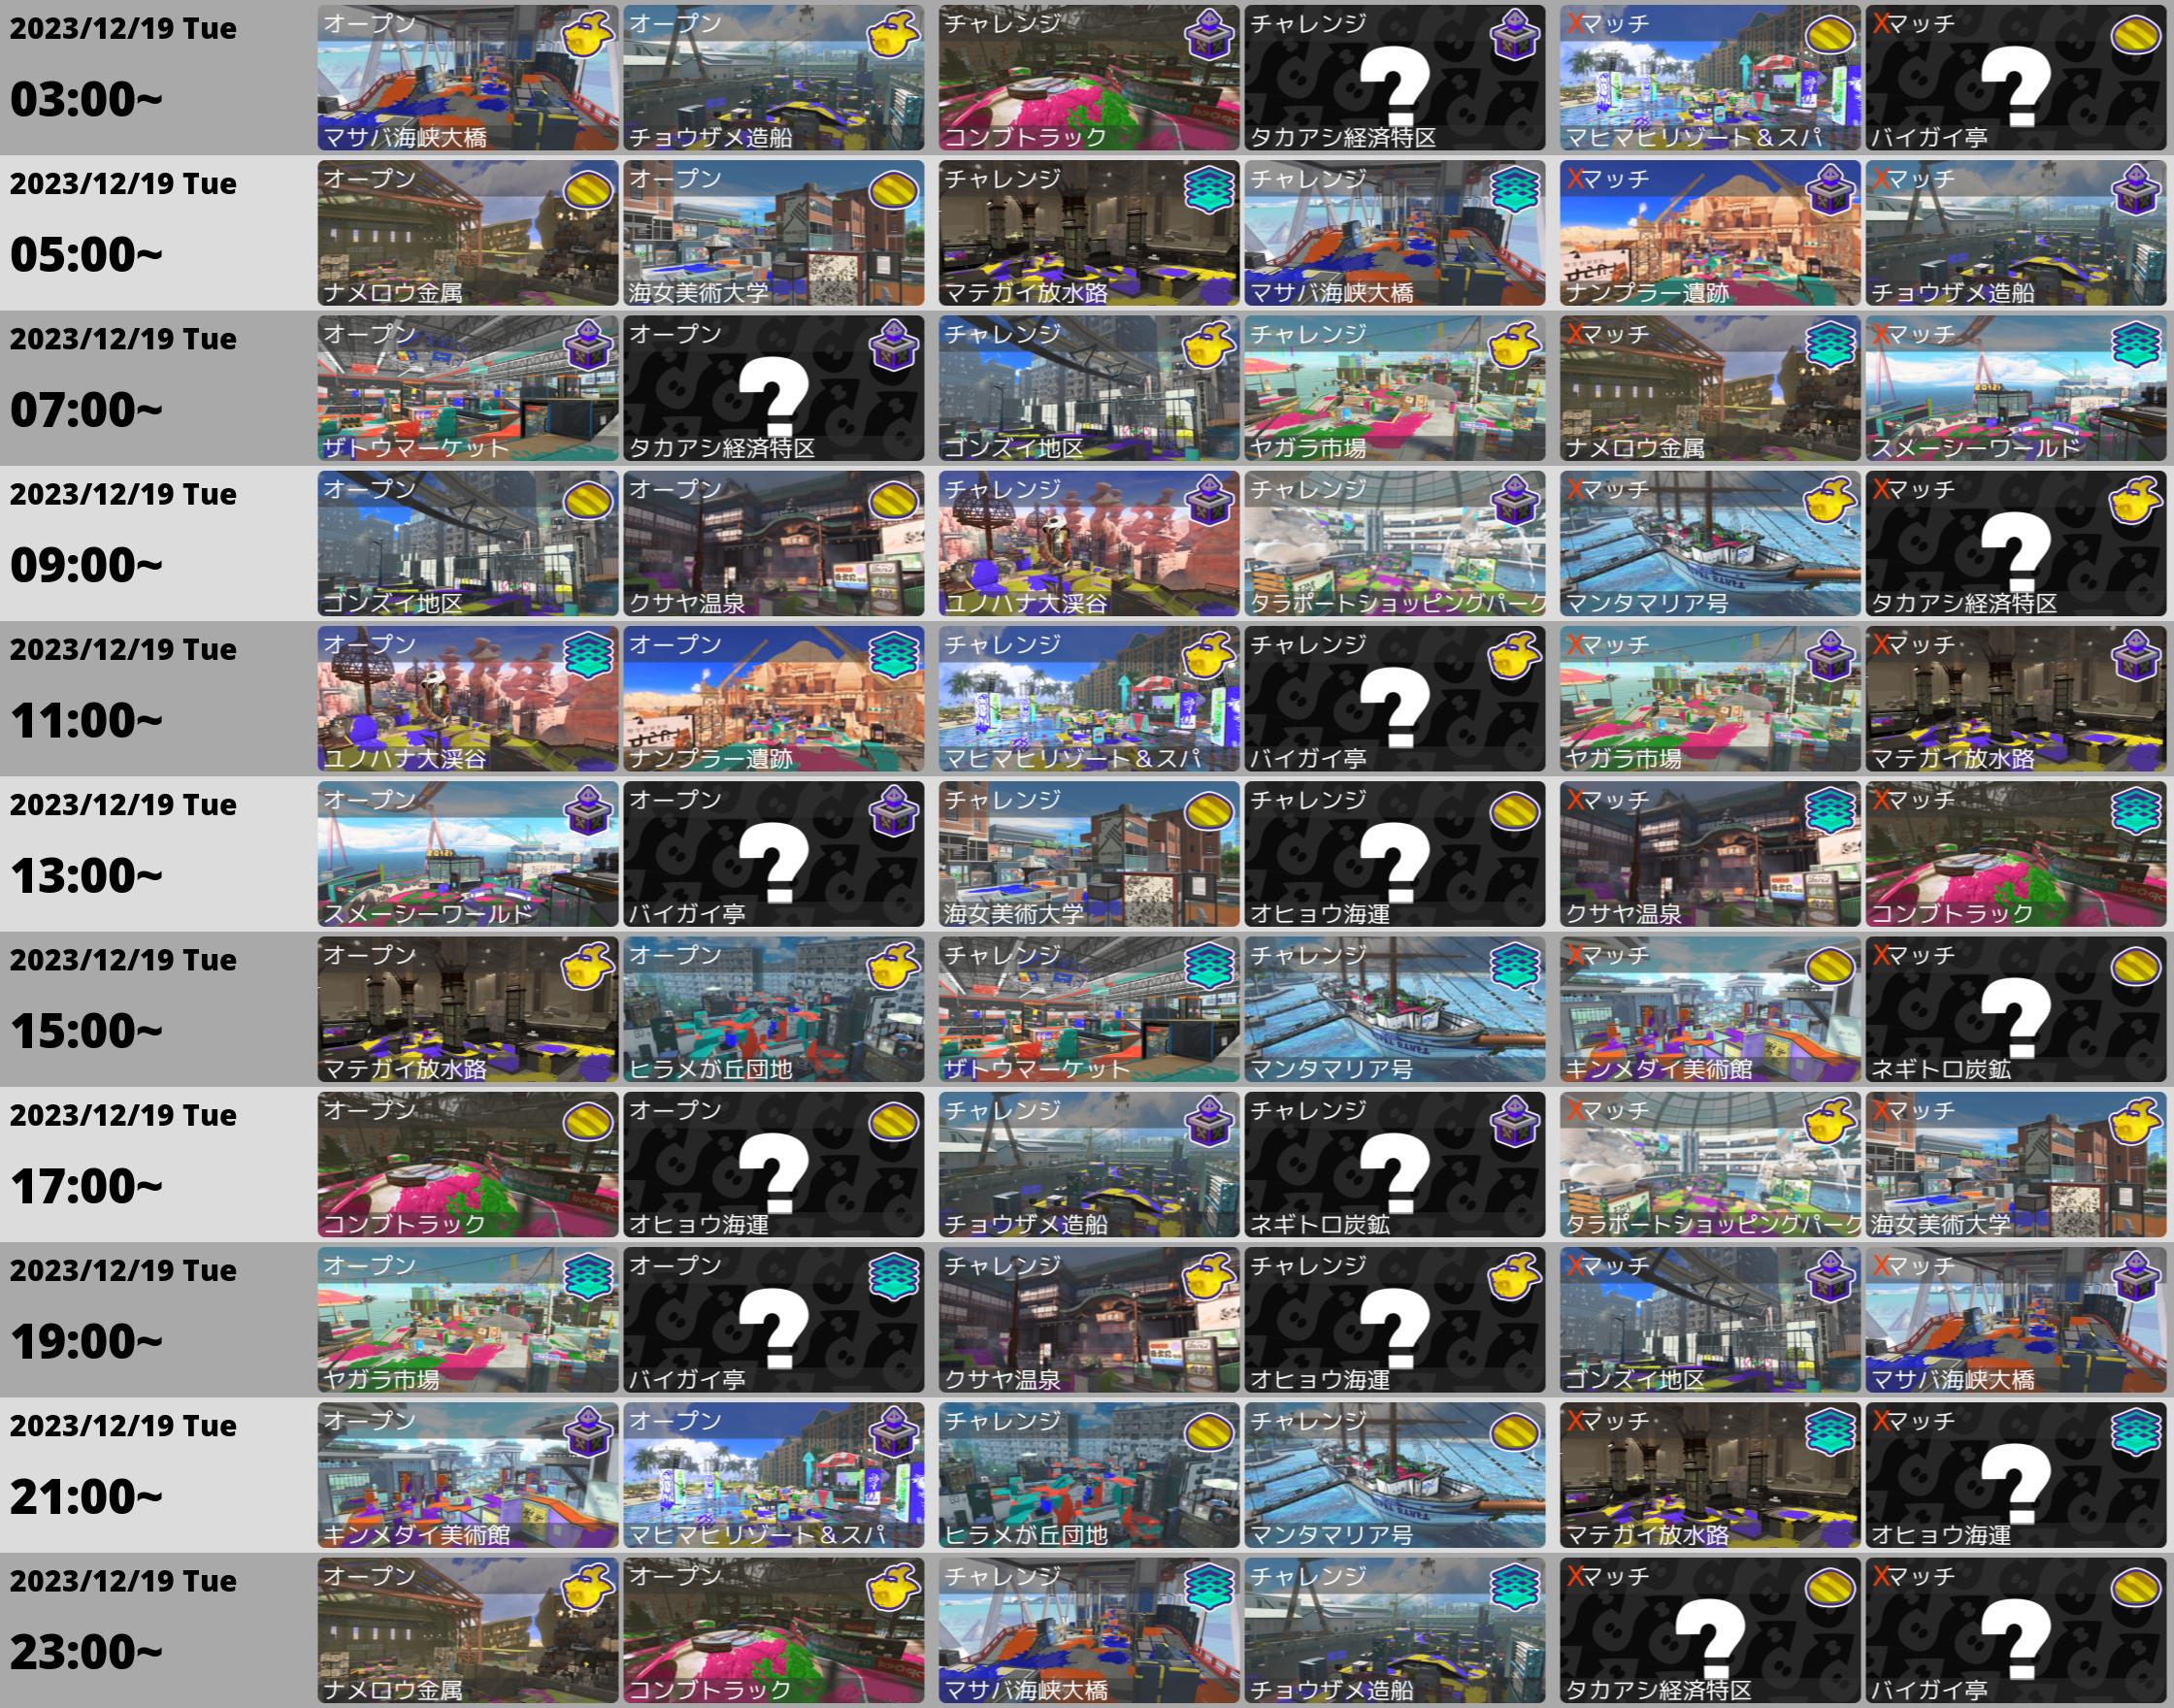 2023/12/19 Tue
03:00~
オープン
マサバ海峡大橋
オープン
チョウザメ造船
チャレンジ
コンブトラック
チャレンジ
タカアシ経済特区
Xマッチ
マヒマヒリゾート＆スパ
Xマッチ
バイガイ亭
2023/12/19 Tue
05:00~
オープン
ナメロウ金属
オープン
海女美術大学
チャレンジ
マテガイ放水路
チャレンジ
マサバ海峡大橋
Xマッチ
ナンプラー遺跡
Xマッチ
チョウザメ造船
2023/12/19 Tue
07:00~
オープン
ザトウマーケット
オープン
タカアシ経済特区
チャレンジ
ゴンズイ地区
チャレンジ
ヤガラ市場
Xマッチ
ナメロウ金属
Xマッチ
スメーシーワールド
2023/12/19 Tue
09:00~
オープン
ゴンズイ地区
オープン
クサヤ温泉
チャレンジ
ユノハナ大渓谷
チャレンジ
タラポートショッピングパーク
Xマッチ
マンタマリア号
Xマッチ
タカアシ経済特区
2023/12/19 Tue
11:00~
オープン
ユノハナ大渓谷
オープン
ナンプラー遺跡
チャレンジ
マヒマヒリゾート＆スパ
チャレンジ
バイガイ亭
Xマッチ
ヤガラ市場
Xマッチ
マテガイ放水路
2023/12/19 Tue
13:00~
オープン
スメーシーワールド
オープン
バイガイ亭
チャレンジ
海女美術大学
チャレンジ
オヒョウ海運
Xマッチ
クサヤ温泉
Xマッチ
コンブトラック
2023/12/19 Tue
15:00~
オープン
マテガイ放水路
オープン
ヒラメが丘団地
チャレンジ
ザトウマーケット
チャレンジ
マンタマリア号
Xマッチ
キンメダイ美術館
Xマッチ
ネギトロ炭鉱
2023/12/19 Tue
17:00~
オープン
コンブトラック
オープン
オヒョウ海運
チャレンジ
チョウザメ造船
チャレンジ
ネギトロ炭鉱
Xマッチ
タラポートショッピングパーク
Xマッチ
海女美術大学
2023/12/19 Tue
19:00~
オープン
ヤガラ市場
オープン
バイガイ亭
チャレンジ
クサヤ温泉
チャレンジ
オヒョウ海運
Xマッチ
ゴンズイ地区
Xマッチ
マサバ海峡大橋
2023/12/19 Tue
21:00~
オープン
キンメダイ美術館
オープン
マヒマヒリゾート＆スパ
チャレンジ
ヒラメが丘団地
チャレンジ
マンタマリア号
Xマッチ
マテガイ放水路
Xマッチ
オヒョウ海運
2023/12/19 Tue
23:00~
オープン
ナメロウ金属
オープン
コンブトラック
チャレンジ
マサバ海峡大橋
チャレンジ
チョウザメ造船
Xマッチ
タカアシ経済特区
Xマッチ
バイガイ亭